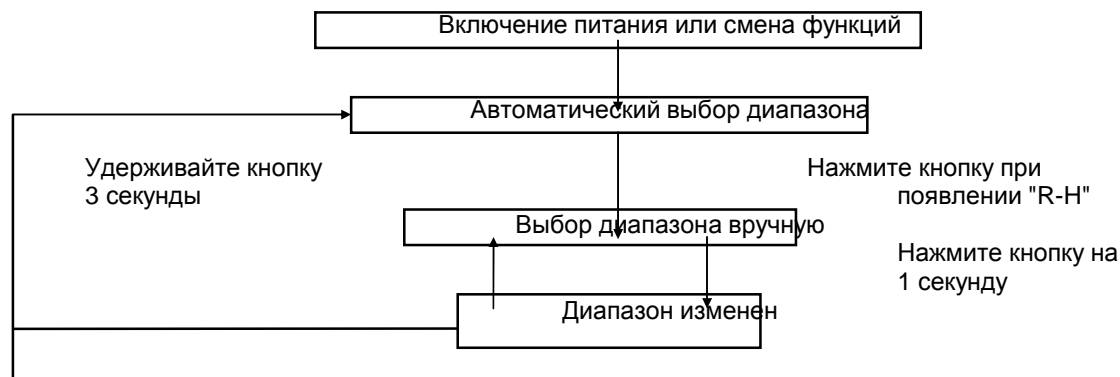 Включение питания или смена функций
Автоматический выбор диапазона
Удерживайте кнопку
3 секунды
Нажмите кнопку при
появлении "R-H"
Выбор диапазона вручную
Нажмите кнопку на
1 секунду
Диапазон изменен